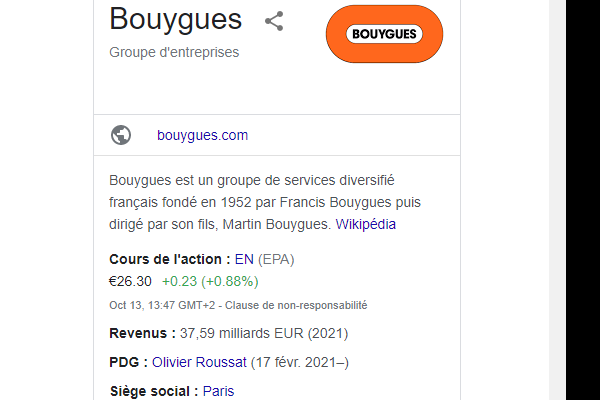 Bouygues
BOUYGUES
Groupe d'entreprises
bouygues.com
Bouygues est un groupe de services diversifié
français fondé en 1952 par Francis Bouygues puis
dirigé par son fils, Martin Bouygues. Wikipédia
Cours de l'action : EN (EPA)
€26.30 +0.23 (+0.88%)
Oct 13, 13:47 GMT+2 - Clause de non-responsabilité
Revenus : 37,59 milliards EUR (2021)
PDG : Olivier Roussat (17 févr. 2021–)
Siège social : Paris